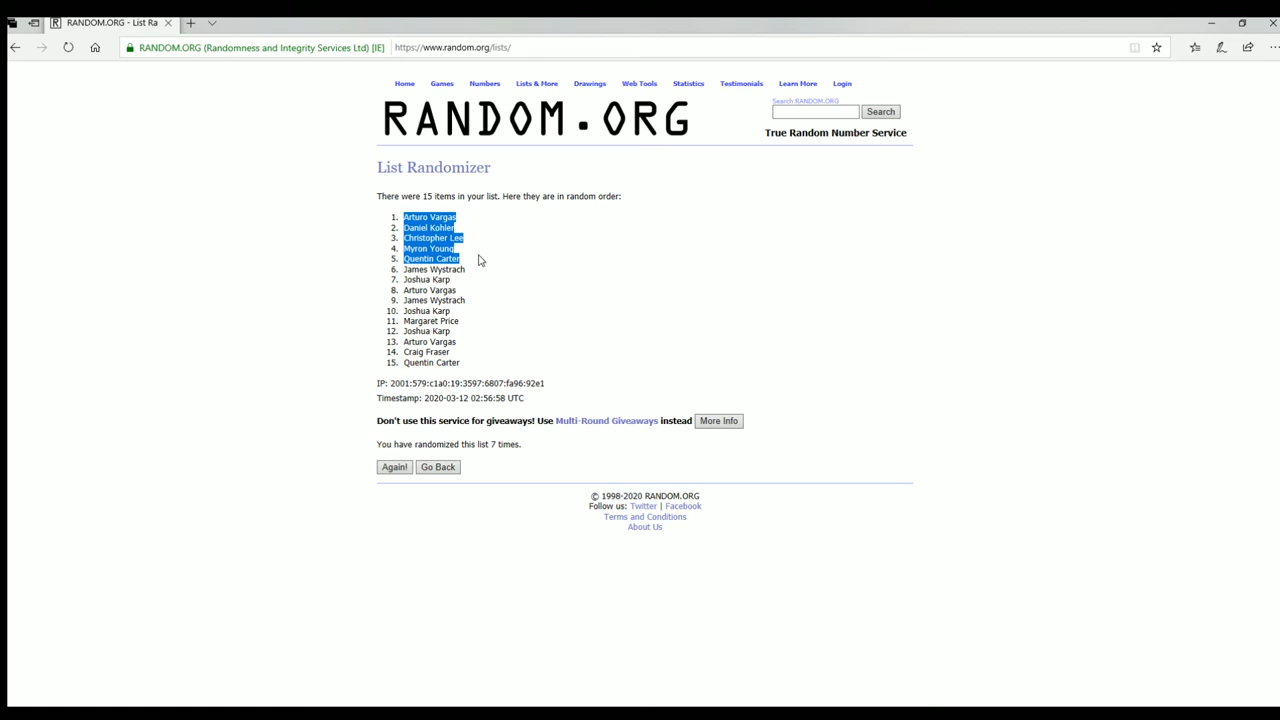 RANDOM.ORG - List Ra
RANDOM.ORG (Randomness and Integrity Services Ltd) [IE] https://www.random.org/lists/
Home Games Numbers Lists & More Drawings Web Tools Statistics Testimonials Learn More Login
RANDOM.ORG
Search RANDOM.ORG
Search
True Random Number Service
List Randomizer
There were 15 items in your list. Here they are in random order:
1. Arturo Vargas
2. Daniel Kohler
3. Christopher Lee
4. Myron Young
5. Quentin Carter
6. James Wystrach
7. Joshua Karp
8. Arturo Vargas
9. James Wystrach
10. Joshua Karp
11. Margaret Price
12. Joshua Karp
13. Arturo Vargas
14. Craig Fraser
15. Quentin Carter
IP: 2001:579:c1a0:19:3597:6807:fa96:92e1
Timestamp: 2020-03-12 02:56:58 UTC
Don't use this service for giveaways! Use Multi-Round Giveaways instead More Info
You have randomized this list 7 times.
Again! Go Back
© 1998-2020 RANDOM.ORG
Follow us: Twitter | Facebook
Terms and Conditions
About Us